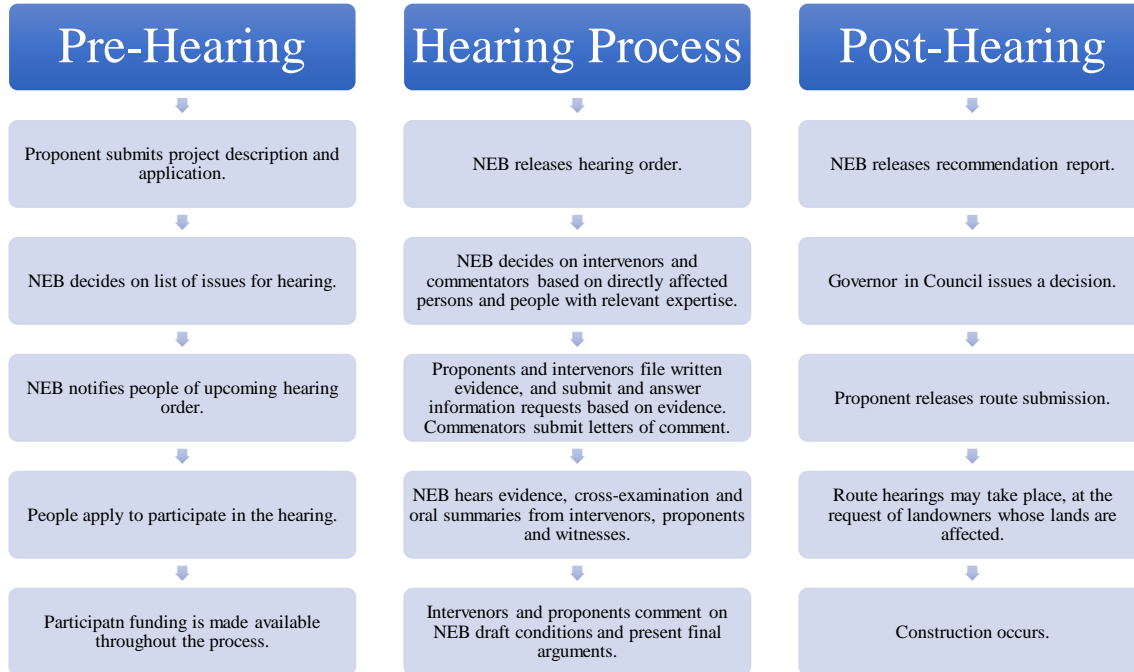 Pre-Hearing
Proponent submits project description and
application.
NEB decides on list of issues for hearing.
NEB notifies people of upcoming hearing
order.
People apply to participate in the hearing.
Participatn funding is made available
throughout the process.
Hearing Process
NEB releases hearing order.
NEB decides on intervenors and
commentators based on directly affected
persons and people with relevant expertise.
Proponents and intervenors file written
evidence, and submit and answer
information requests based on evidence.
Commenators submit letters of comment.
NEB hears evidence, cross-examination and
oral summaries from intervenors, proponents
and witnesses.
Intervenors and proponents comment on
NEB draft conditions and present final
arguments.
Post-Hearing
NEB releases recommendation report.
Governor in Council issues a decision.
Proponent releases route submission.
Route hearings may take place, at the
request of landowners whose lands are
affected.
Construction occurs.